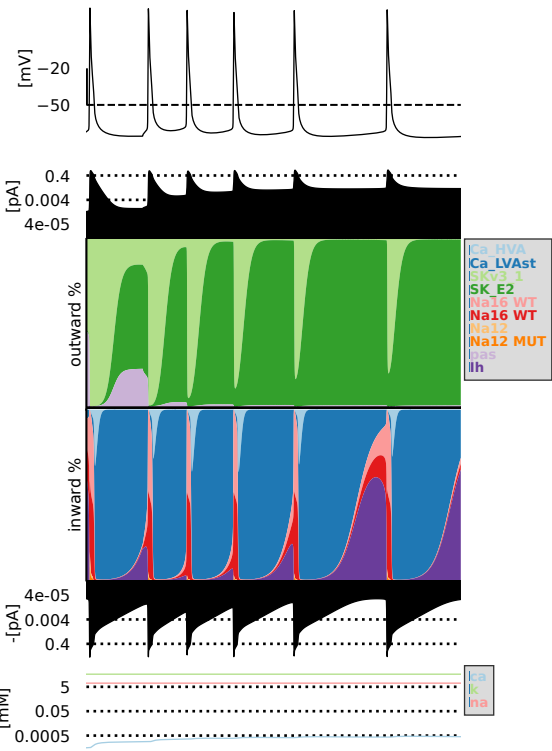 [mV]
−20
−50
[pA]
0.4
0.004
4e-05
outward %
Ca_HVA
Ca_LVAst
SKv3_1
SK_E2
Na16 WT
Na16 WT
Na12
Na12 MUT
pas
Ih
inward %
-[pA]
4e-05
0.004
0.4
[mM]
5
0.05
0.0005
ca
k
na